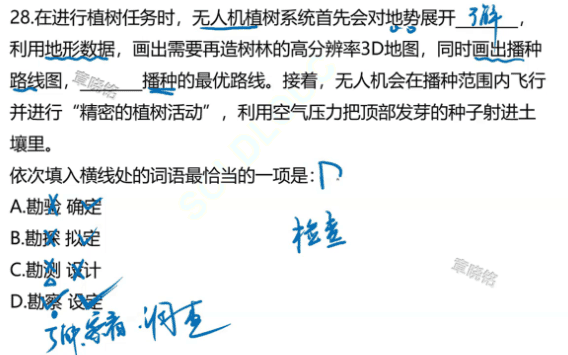 28.在进行植树任务时，无人机植树系统首先会对地势展开 了解 ，
利用地形数据，画出需要再造树林的高分辨率3D地图，同时画出播种
路线图，________播种的最优路线。接着，无人机会在播种范围内飞行
并进行“精密的植树活动”，利用空气压力把顶部发芽的种子射进土
壤里。
依次填入横线处的词语最恰当的一项是：
A.勘验 确定
B.勘探 拟定
C.勘测 设计
D.勘察 设定
检查
了解 调查
章晓铭
章晓铭